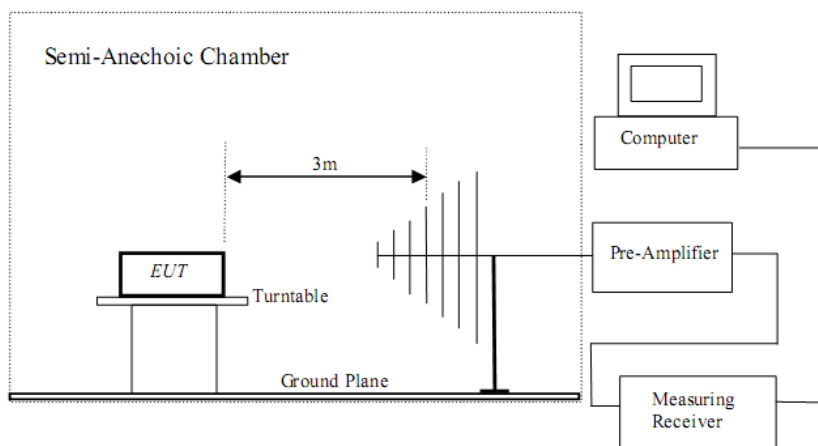 Semi-Anechoic Chamber
3m
Computer
Pre-Amplifier
EUT
Turntable
Ground Plane
Measuring
Receiver